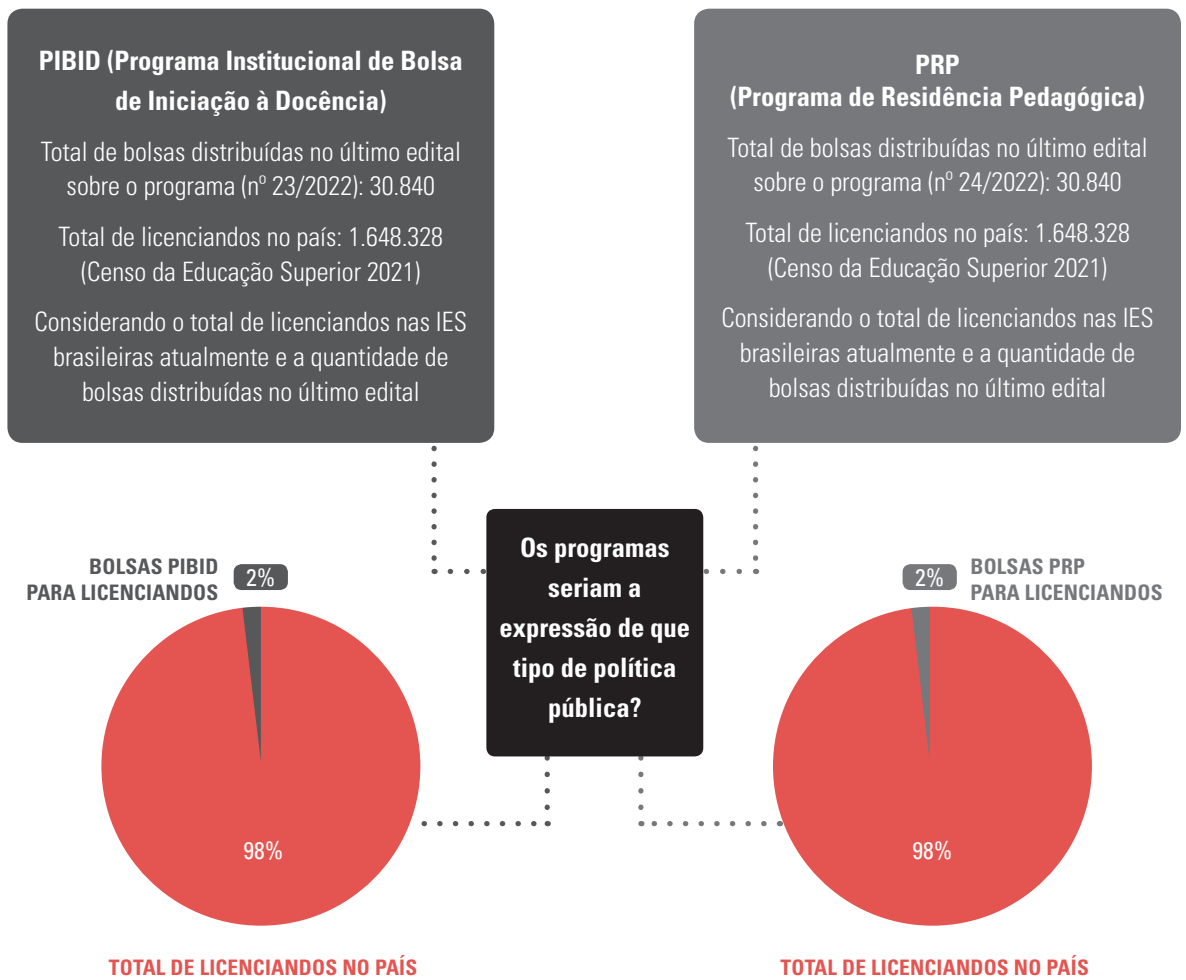 PIBID (Programa Institucional de Bolsa
de Iniciação à Docência)
Total de bolsas distribuídas no último edital
sobre o programa (nº 23/2022): 30.840
Total de licenciandos no país: 1.648.328
(Censo da Educação Superior 2021)
Considerando o total de licenciandos nas IES
brasileiras atualmente e a quantidade de
bolsas distribuídas no último edital
PRP
(Programa de Residência Pedagógica)
Total de bolsas distribuídas no último edital
sobre o programa (nº 24/2022): 30.840
Total de licenciandos no país: 1.648.328
(Censo da Educação Superior 2021)
Considerando o total de licenciandos nas IES
brasileiras atualmente e a quantidade de
bolsas distribuídas no último edital
Os programas
seriam a
expressão de que
tipo de política
pública?
BOLSAS PIBID
PARA LICENCIANDOS
2%
98%
TOTAL DE LICENCIANDOS NO PAÍS
2%
BOLSAS PRP
PARA LICENCIANDOS
98%
TOTAL DE LICENCIANDOS NO PAÍS